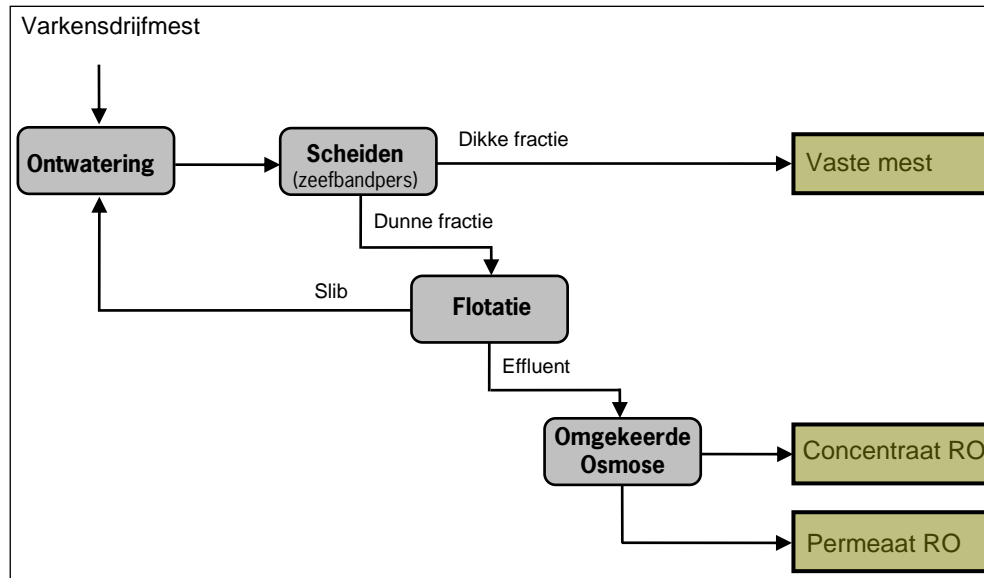 Varkensdrijfmest
Ontwatering
Scheiden
(zeefbandpers)
Dikke fractie
Vaste mest
Dunne fractie
Slib
Flotatie
Effluent
Omgekeerde
Osmose
Concentraat RO
Permeaat RO